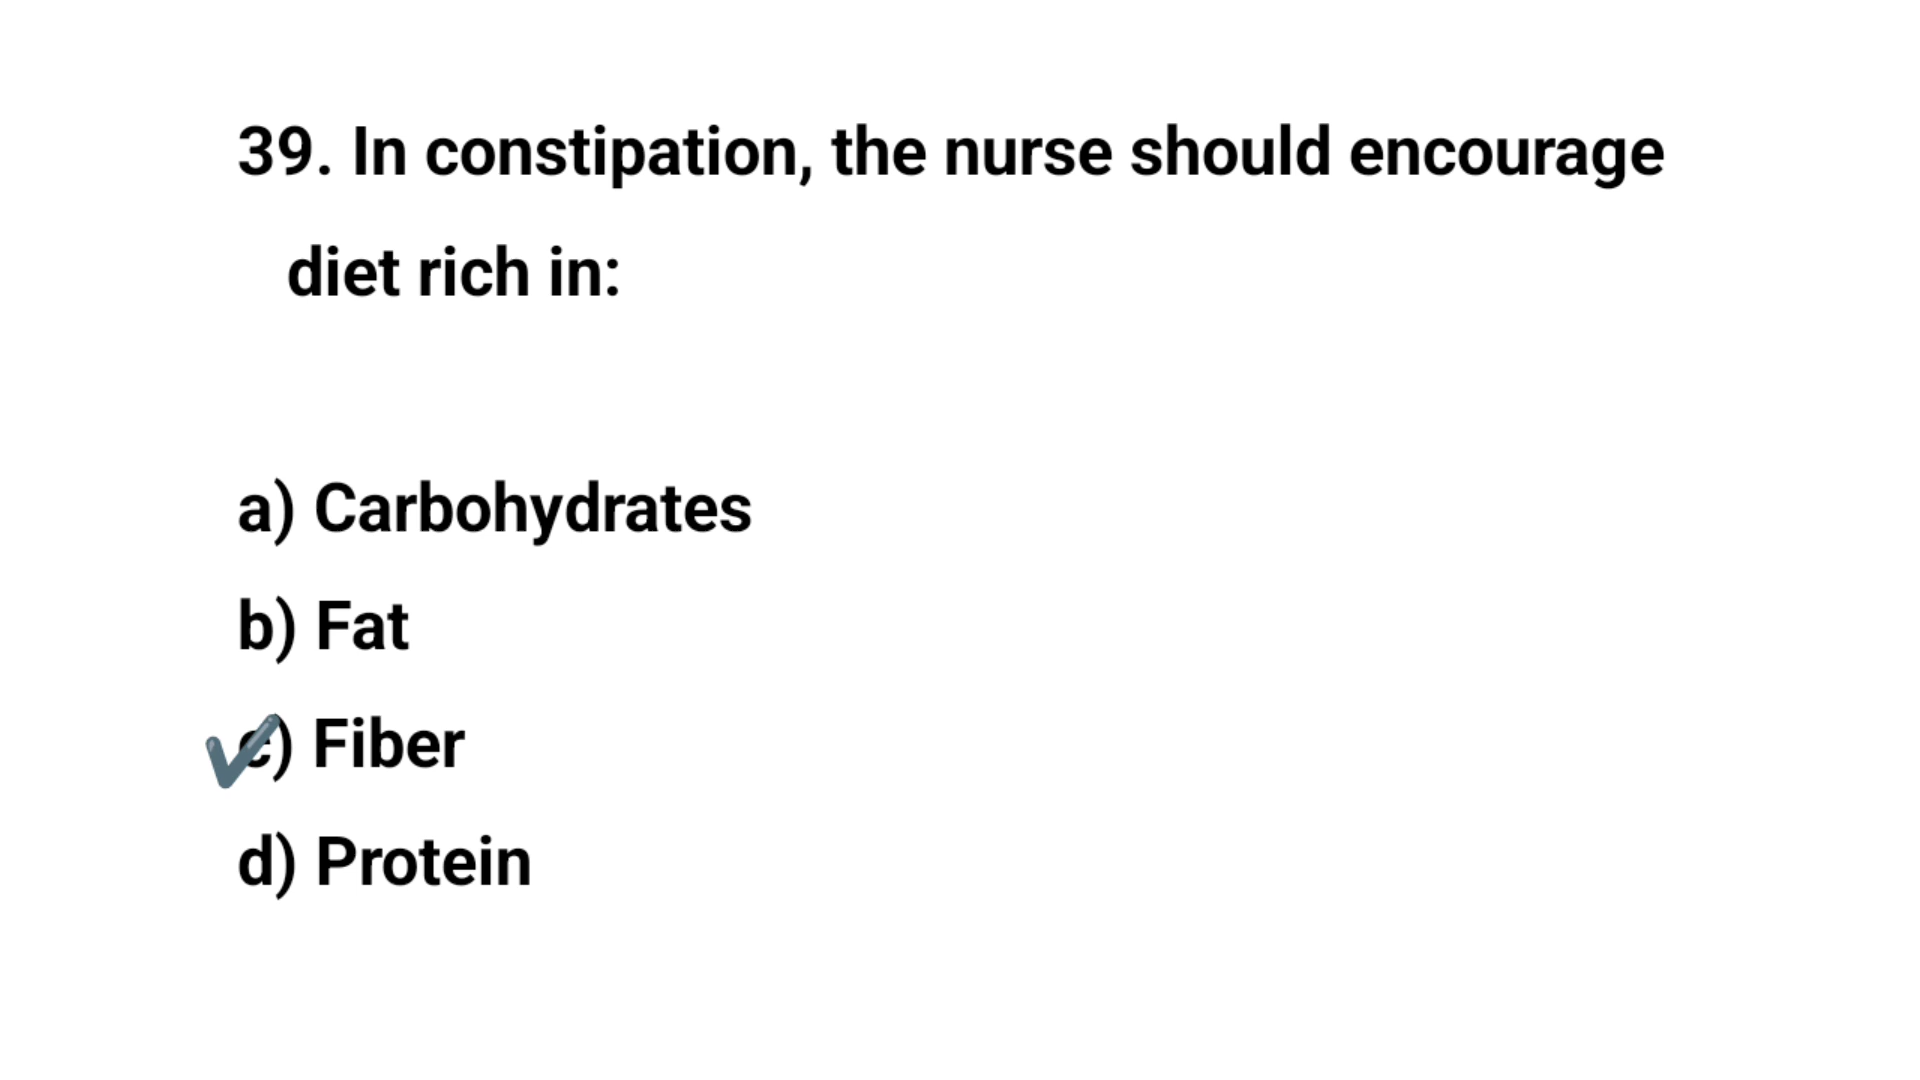 39. In constipation, the nurse should encourage
diet rich in:
a) Carbohydrates
b) Fat
c) Fiber
d) Protein